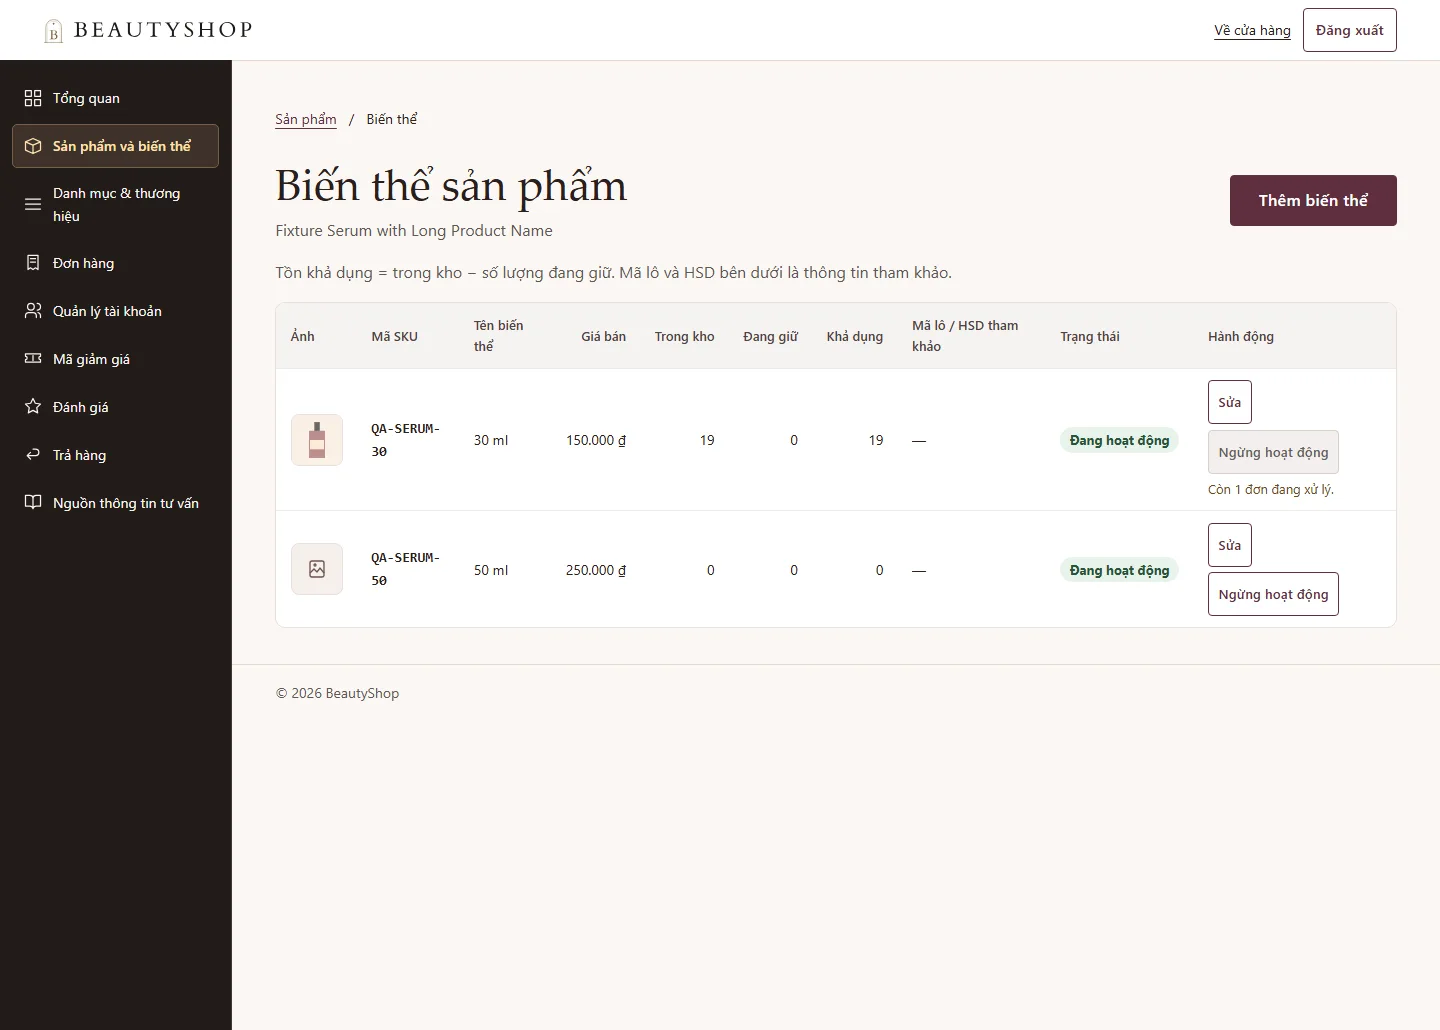 B BEAUTYSHOP
Về cửa hàng
Đăng xuất
Tổng quan
Sản phẩm và biến thể
Danh mục & thương
hiệu
Đơn hàng
Quản lý tài khoản
Mã giảm giá
Đánh giá
Trả hàng
Nguồn thông tin tư vấn
Sản phẩm / Biến thể
Biến thể sản phẩm
Fixture Serum with Long Product Name
Thêm biến thể
Tồn khả dụng = trong kho − số lượng đang giữ. Mã lô và HSD bên dưới là thông tin tham khảo.
Ảnh
Mã SKU
Tên biến
thể
Giá bán
Trong kho
Đang giữ
Khả dụng
Mã lô / HSD tham
khảo
Trạng thái
Hành động
QA-SERUM-
30
30 ml
150.000 ₫
19
0
19
—
Đang hoạt động
Sửa
Ngừng hoạt động
Còn 1 đơn đang xử lý.
QA-SERUM-
50
50 ml
250.000 ₫
0
0
0
—
Đang hoạt động
Sửa
Ngừng hoạt động
© 2026 BeautyShop